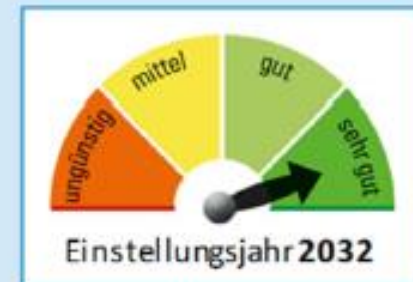 ungünstig
mittel
gut
sehr gut
Einstellungsjahr 2032